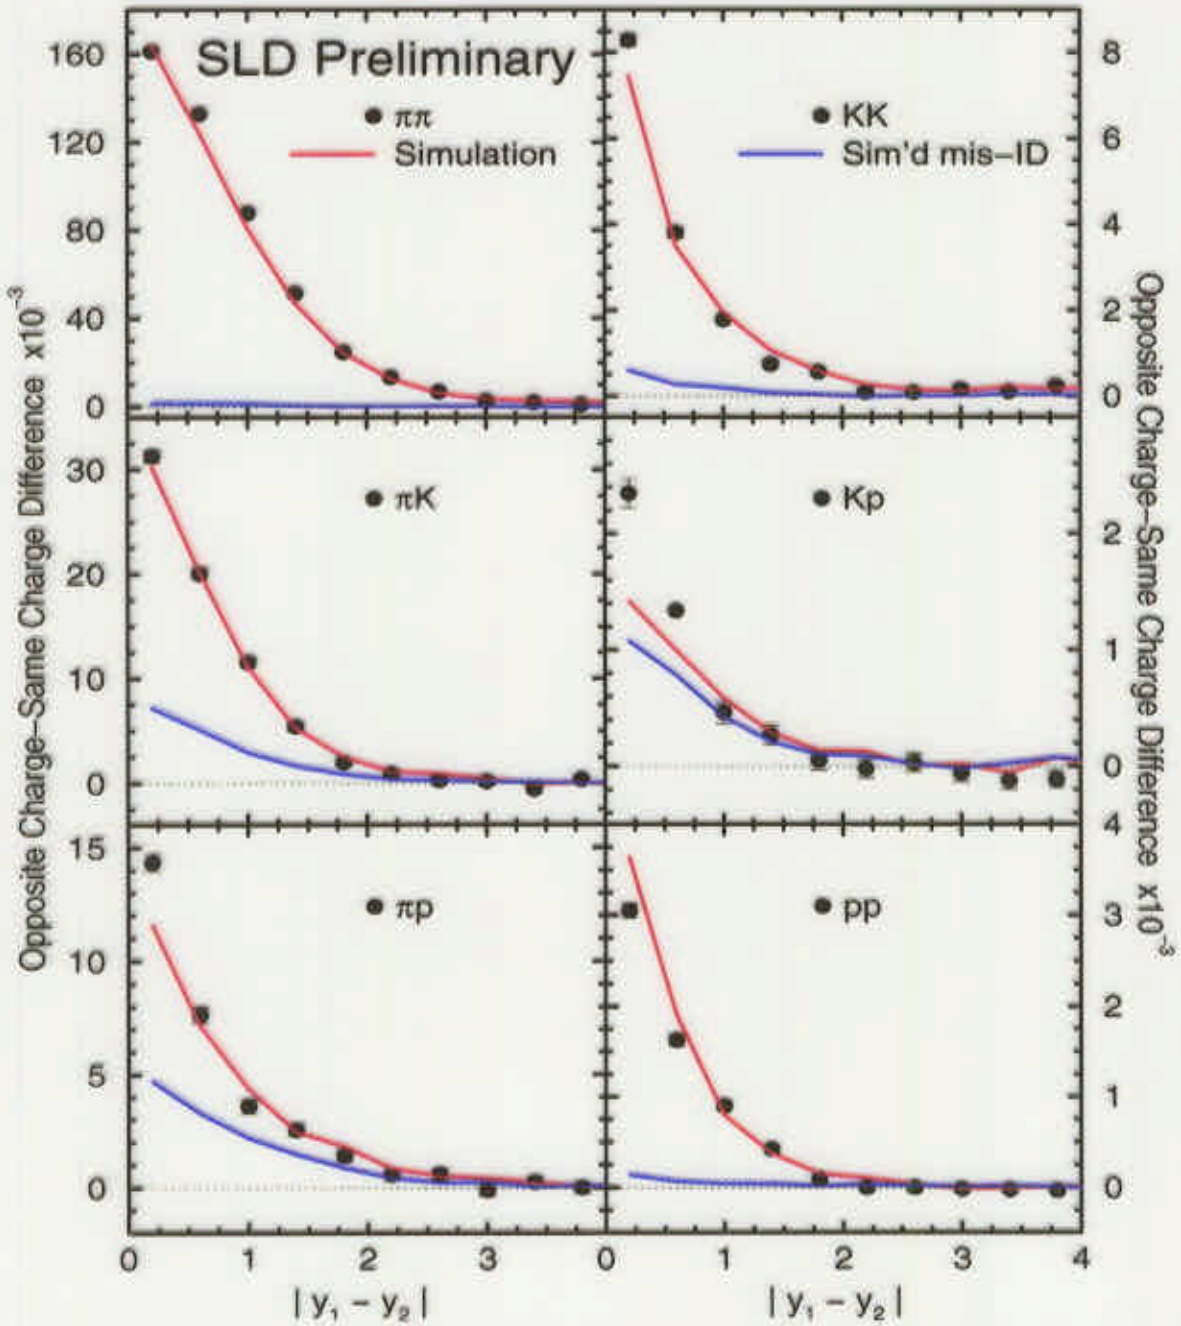 SLD Preliminary
ππ
Simulation
160
120
80
40
0
KK
Sim'd mis–ID
8
6
4
2
0
πK
30
20
10
0
Kp
2
1
0
πp
15
10
5
0
pp
4
3
2
1
0
0 1 2 3 0 1 2 3 4
| y₁ – y₂ |
| y₁ – y₂ |
Opposite Charge–Same Charge Difference x10⁻³
Opposite Charge–Same Charge Difference x10⁻³